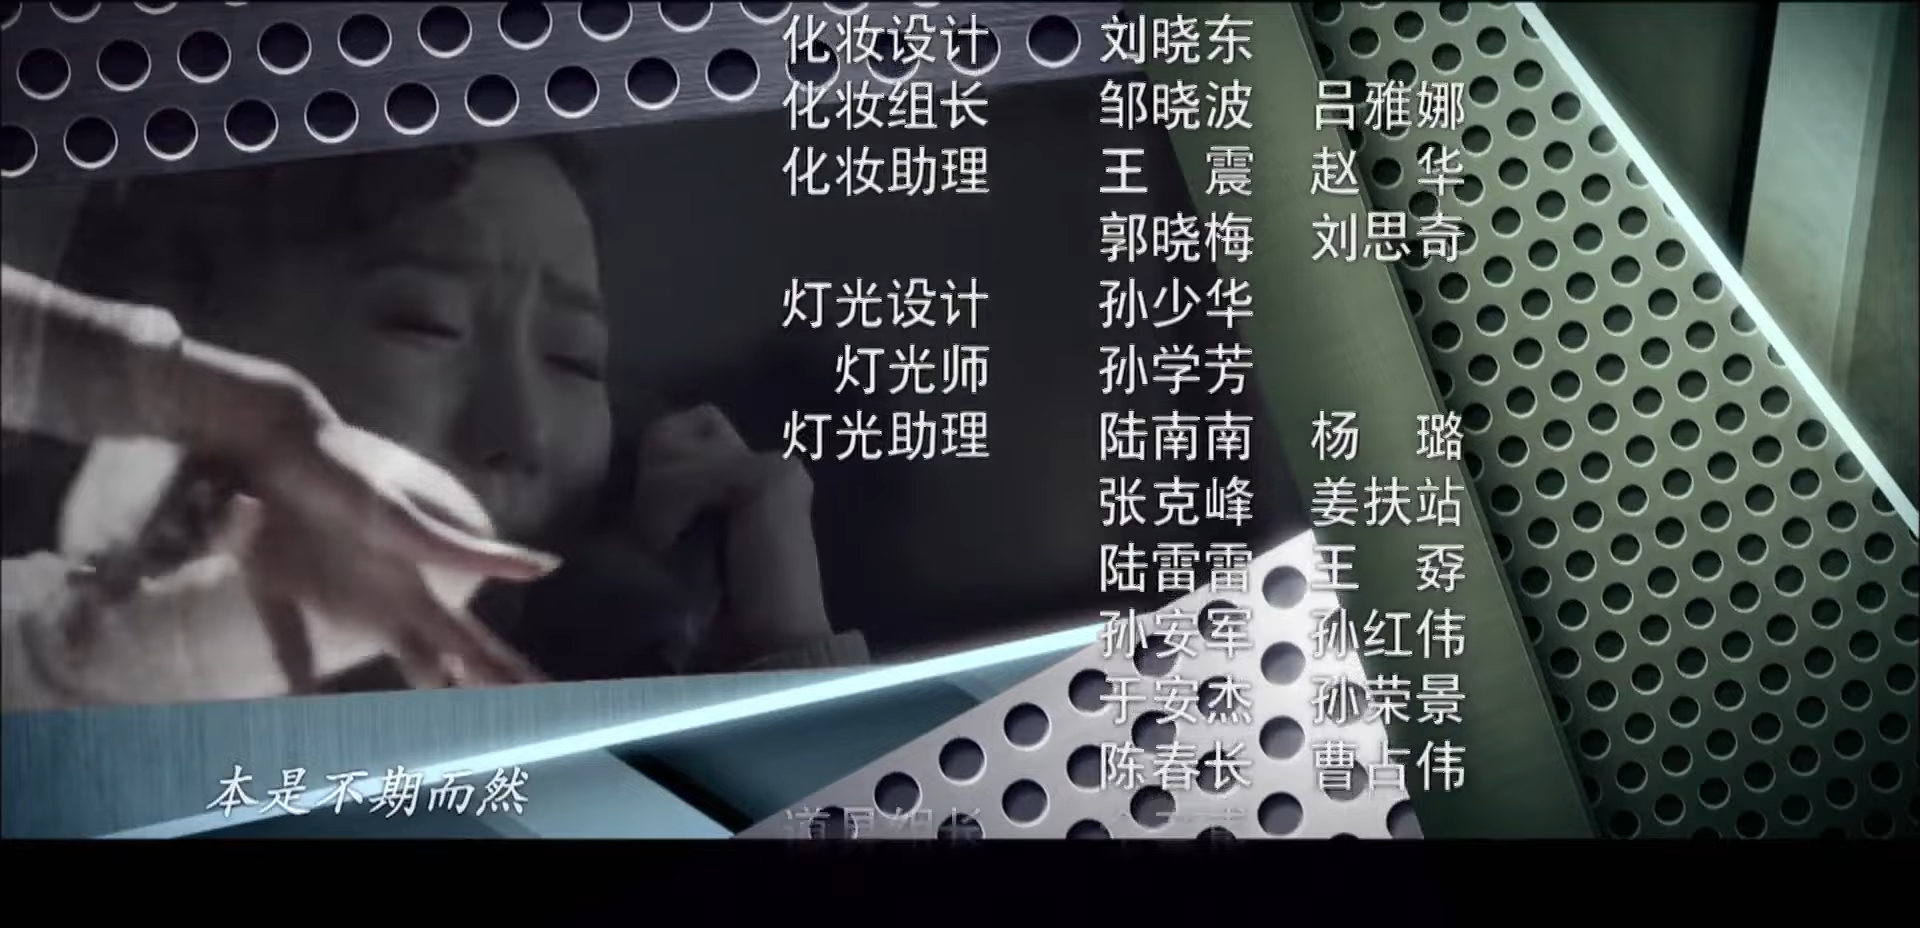 化妆设计 刘晓东
化妆组长 邹晓波 吕雅娜
化妆助理 王 震 赵 华
郭晓梅 刘思奇
灯光设计 孙少华
灯光师 孙学芳
灯光助理 陆南南 杨 璐
张克峰 姜扶站
陆雷雷 王 孬
孙安军 孙红伟
于安杰 孙荣景
陈春长 曹占伟
道具组长
本是不期而然